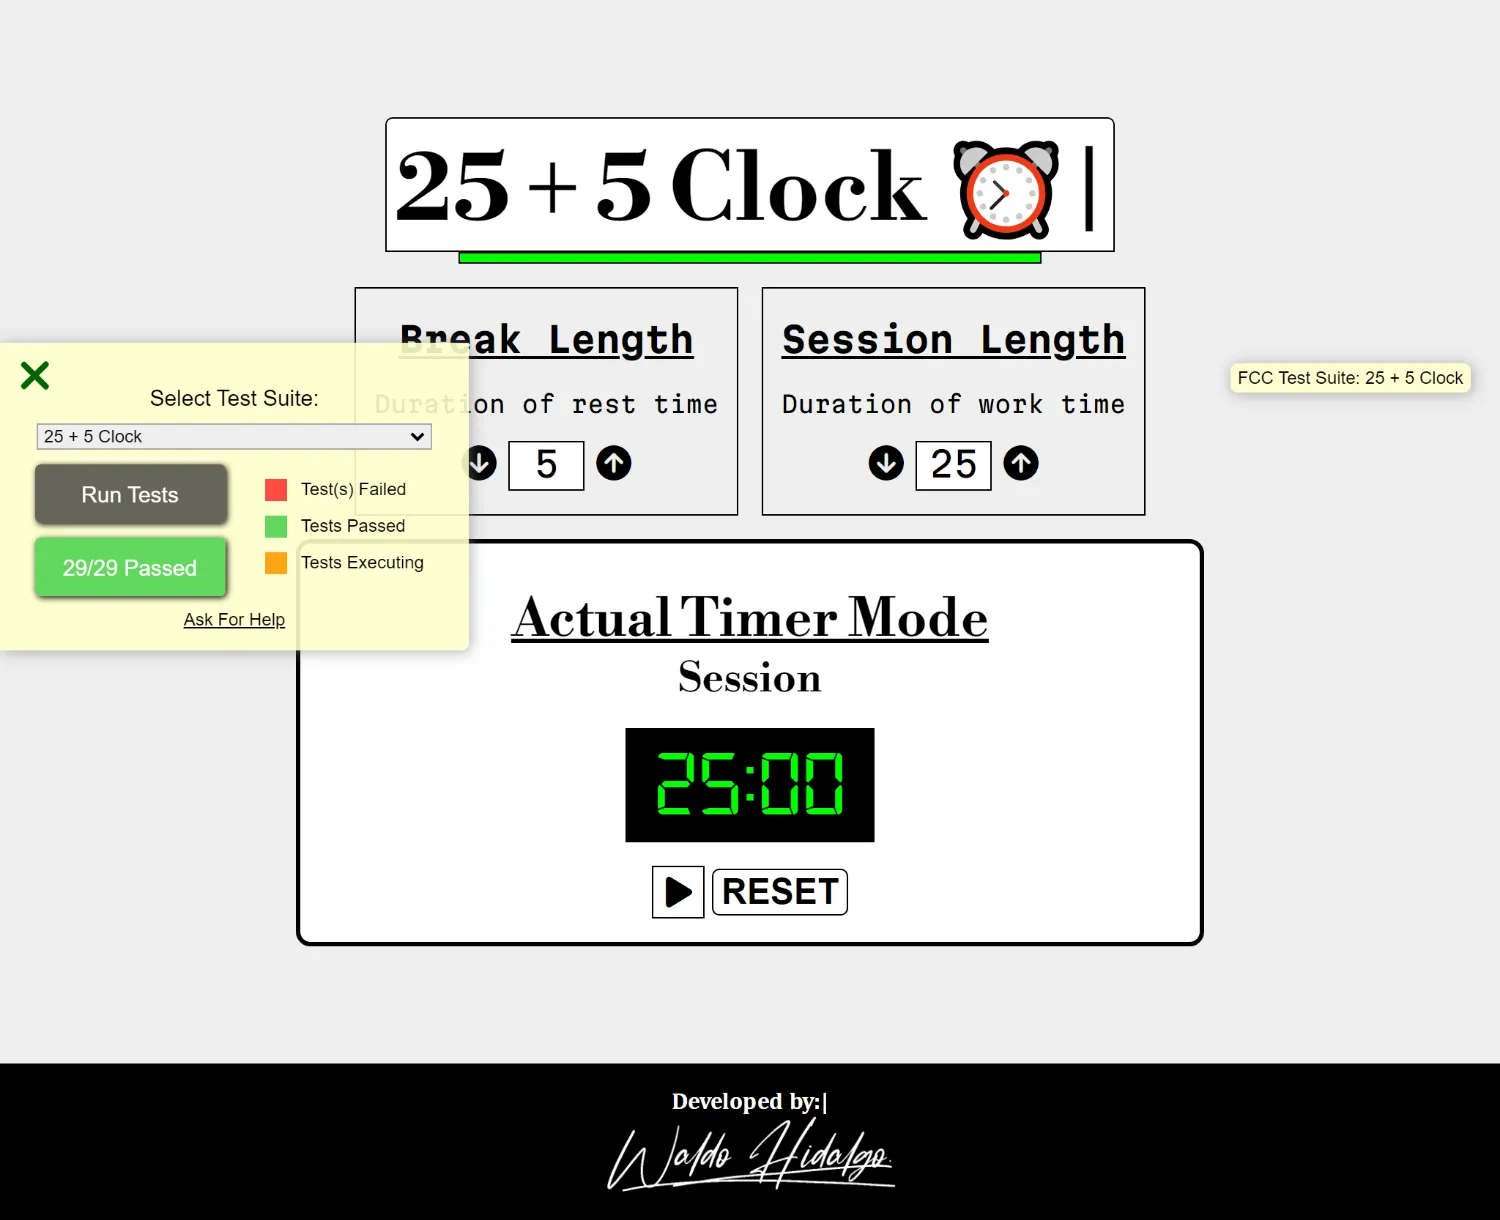 25 + 5 Clock ⏰ |
Break Length
Duration of rest time
5
Session Length
Duration of work time
25
Select Test Suite:
25 + 5 Clock
Run Tests
29/29 Passed
Test(s) Failed
Tests Passed
Tests Executing
Ask For Help
FCC Test Suite: 25 + 5 Clock
Actual Timer Mode
Session
25:00
RESET
Developed by:|
Waldo Hidalgo.